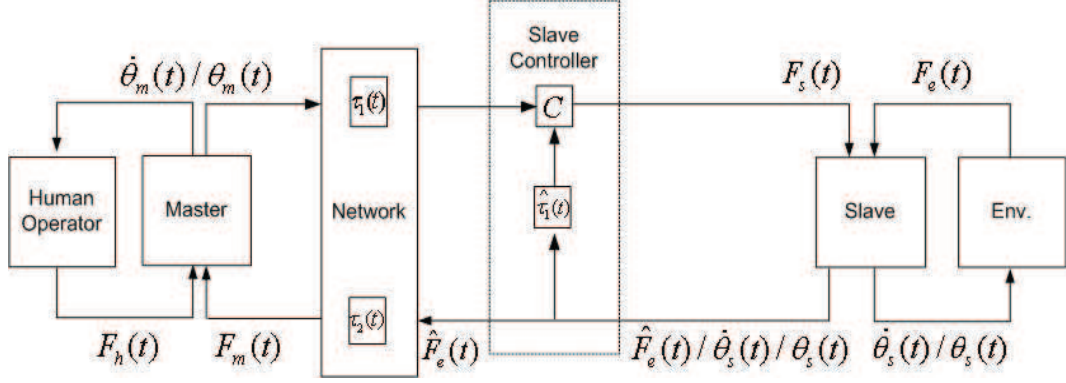 Slave
Controller
θ̇ₘ(t) / θₘ(t)
Fₛ(t)
Fₑ(t)
τ₁(t)
C
Human
Operator
Master
Network
τ̂₁(t)
Slave
Env.
τ₂(t)
Fₕ(t)
Fₘ(t)
F̂ₑ(t)
F̂ₑ(t) / θ̇ₛ(t) / θₛ(t)
θ̇ₛ(t) / θₛ(t)